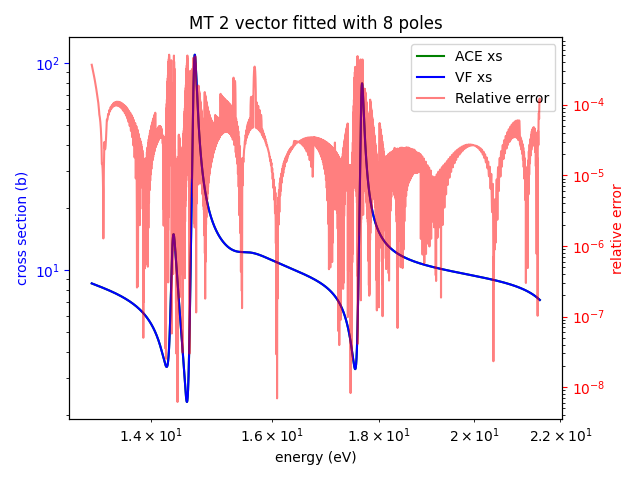 MT 2 vector fitted with 8 poles
ACE xs
VF xs
Relative error
cross section (b)
10²
10¹
relative error
10⁻⁴
10⁻⁵
10⁻⁶
10⁻⁷
10⁻⁸
1.4 × 10¹ 1.6 × 10¹ 1.8 × 10¹ 2 × 10¹ 2.2 × 10¹
energy (eV)